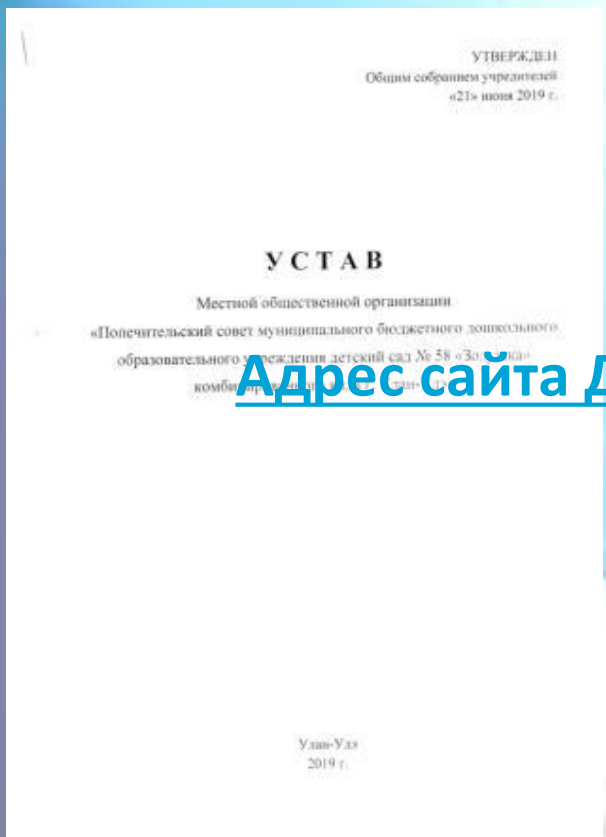 УТВЕРЖДЕН
Общим собранием учредителей
«21» июня 2019 г.
УСТАВ
Местной общественной организации
«Попечительский совет муниципального бюджетного дошкольного
образовательного учреждения детский сад № 58
Адрес сайта Д
Улан-Удэ
2019 г.